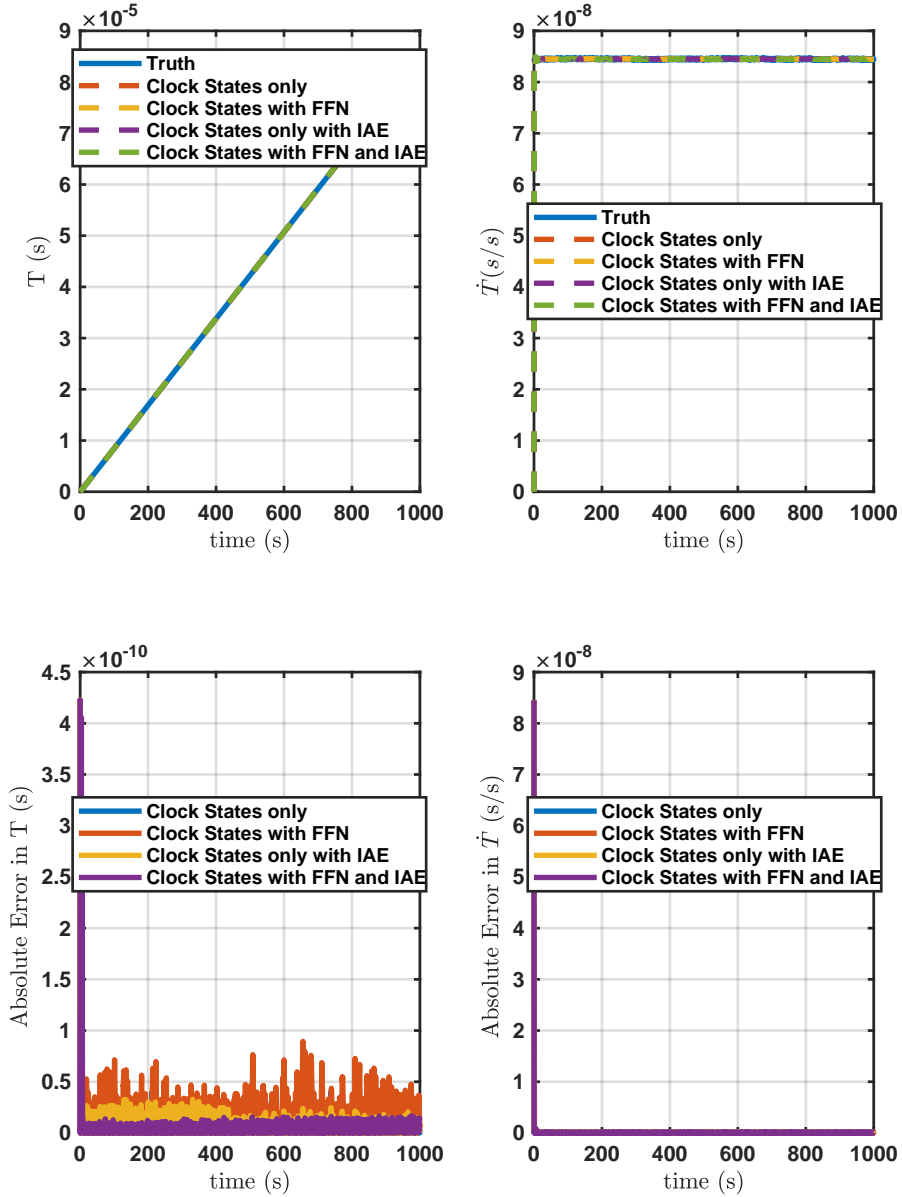 ×10⁻⁵
9
8
7
6
5
4
3
2
1
0
T (s)
Truth
Clock States only
Clock States with FFN
Clock States only with IAE
Clock States with FFN and IAE
0 200 400 600 800 1000
time (s)
×10⁻⁸
9
8
7
6
5
4
3
2
1
0
Ṫ(s/s)
Truth
Clock States only
Clock States with FFN
Clock States only with IAE
Clock States with FFN and IAE
0 200 400 600 800 1000
time (s)
×10⁻¹⁰
4.5
4
3.5
3
2.5
2
1.5
1
0.5
0
Absolute Error in T (s)
Clock States only
Clock States with FFN
Clock States only with IAE
Clock States with FFN and IAE
0 200 400 600 800 1000
time (s)
×10⁻⁸
9
8
7
6
5
4
3
2
1
0
Absolute Error in Ṫ (s/s)
Clock States only
Clock States with FFN
Clock States only with IAE
Clock States with FFN and IAE
0 200 400 600 800 1000
time (s)